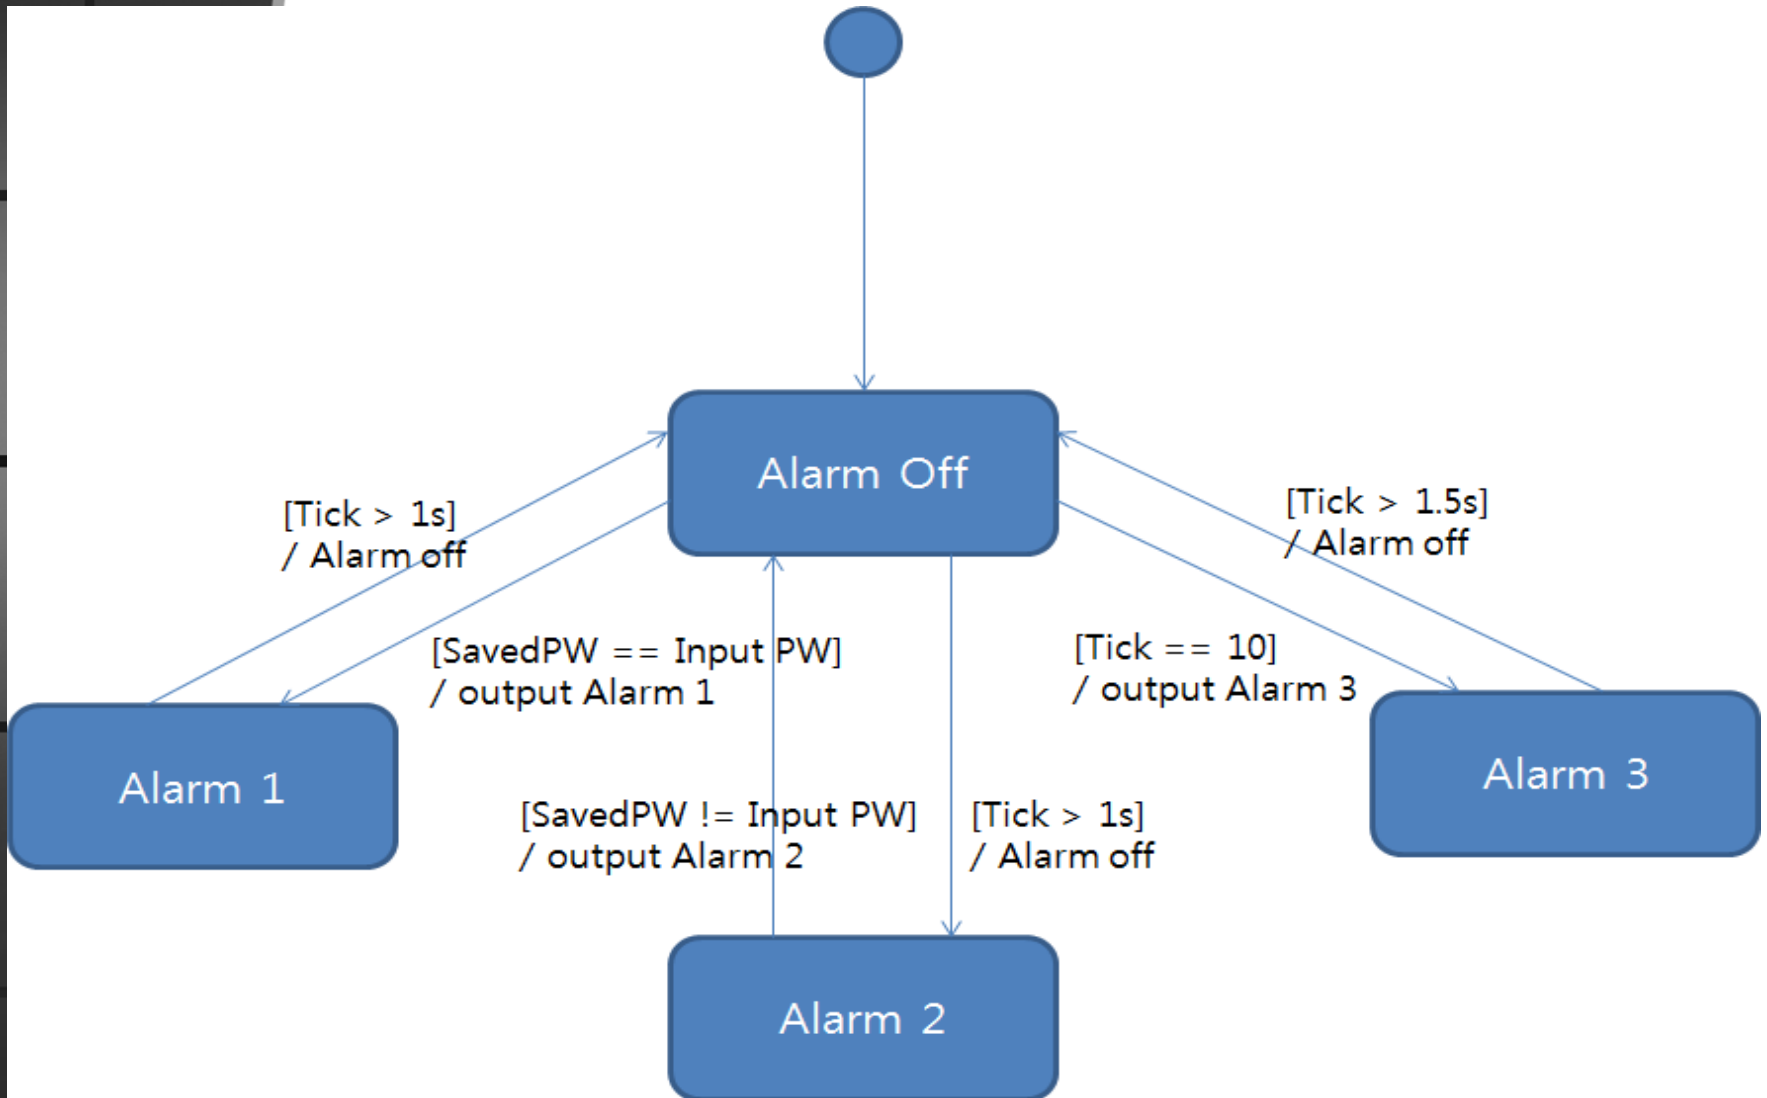 Alarm Off
[Tick > 1s]
/ Alarm off
[Tick > 1.5s]
/ Alarm off
[SavedPW == Input PW]
/ output Alarm 1
[Tick == 10]
/ output Alarm 3
Alarm 1
Alarm 3
[SavedPW != Input PW]
/ output Alarm 2
[Tick > 1s]
/ Alarm off
Alarm 2